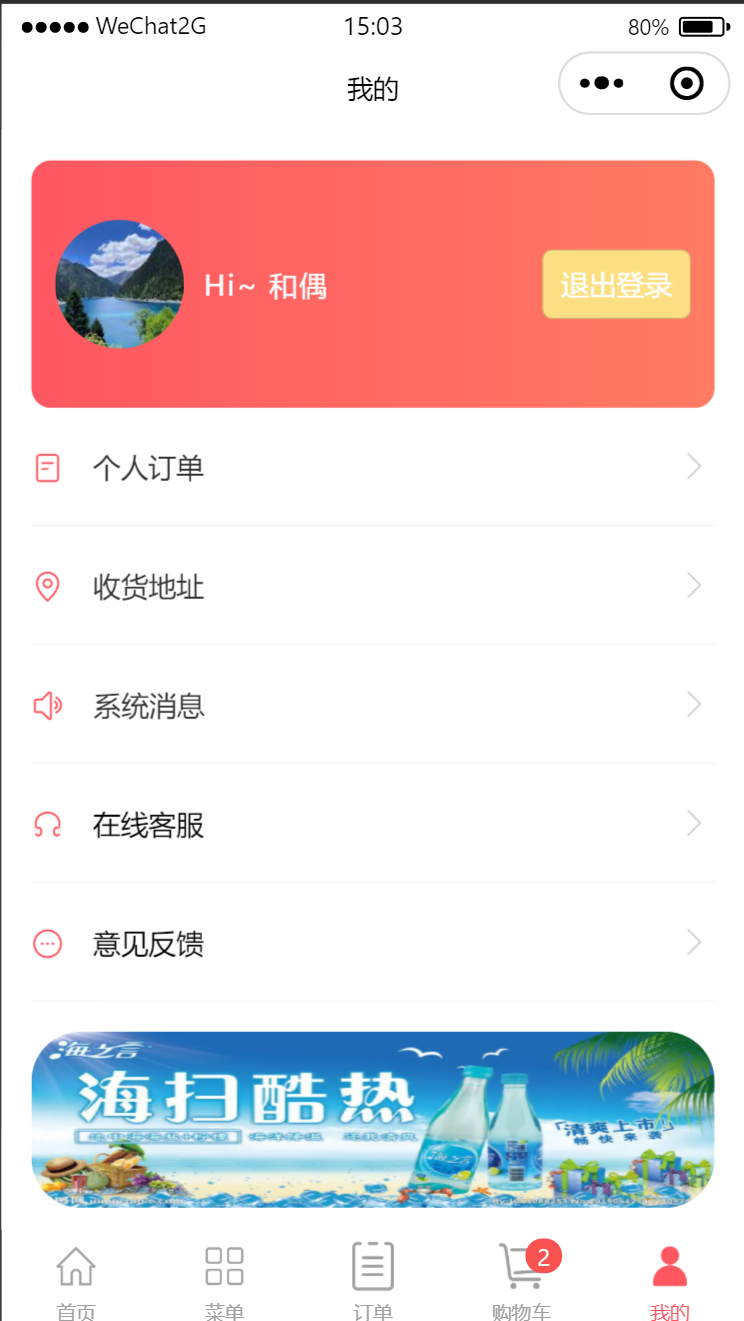 WeChat2G 15:03 80%
我的
Hi~ 和偶 退出登录
个人订单
收货地址
系统消息
在线客服
意见反馈
海之言
海扫酷热
「清爽上市」
畅快来袭
2
首页 菜单 订单 购物车 我的